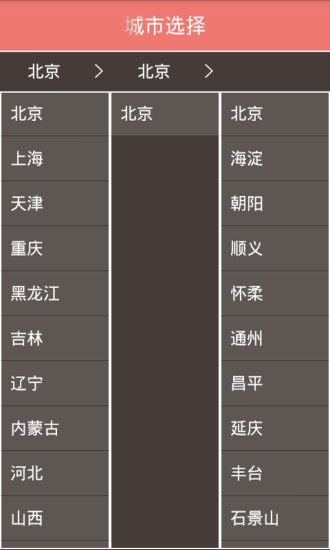 城市选择
北京 北京
北京 北京 北京
上海 海淀
天津 朝阳
重庆 顺义
黑龙江 怀柔
吉林 通州
辽宁 昌平
内蒙古 延庆
河北 丰台
山西 石景山